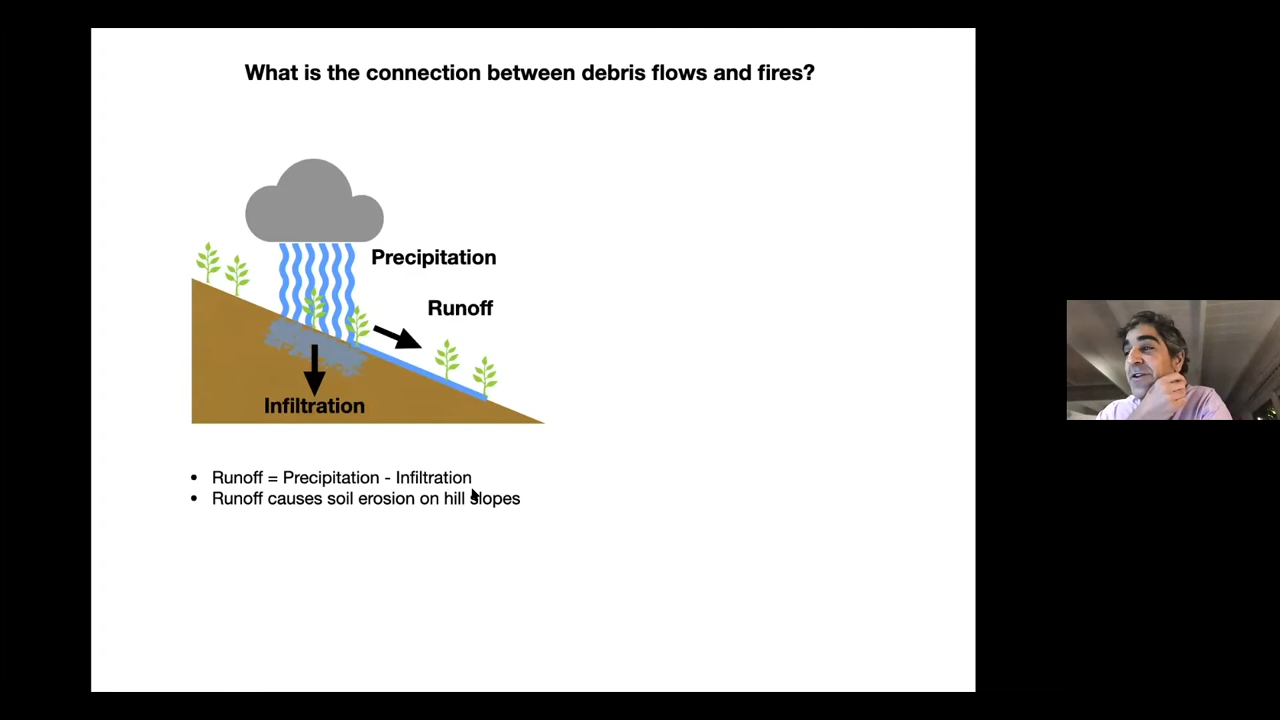 What is the connection between debris flows and fires?
Precipitation
Runoff
Infiltration
• Runoff = Precipitation - Infiltration
• Runoff causes soil erosion on hill slopes